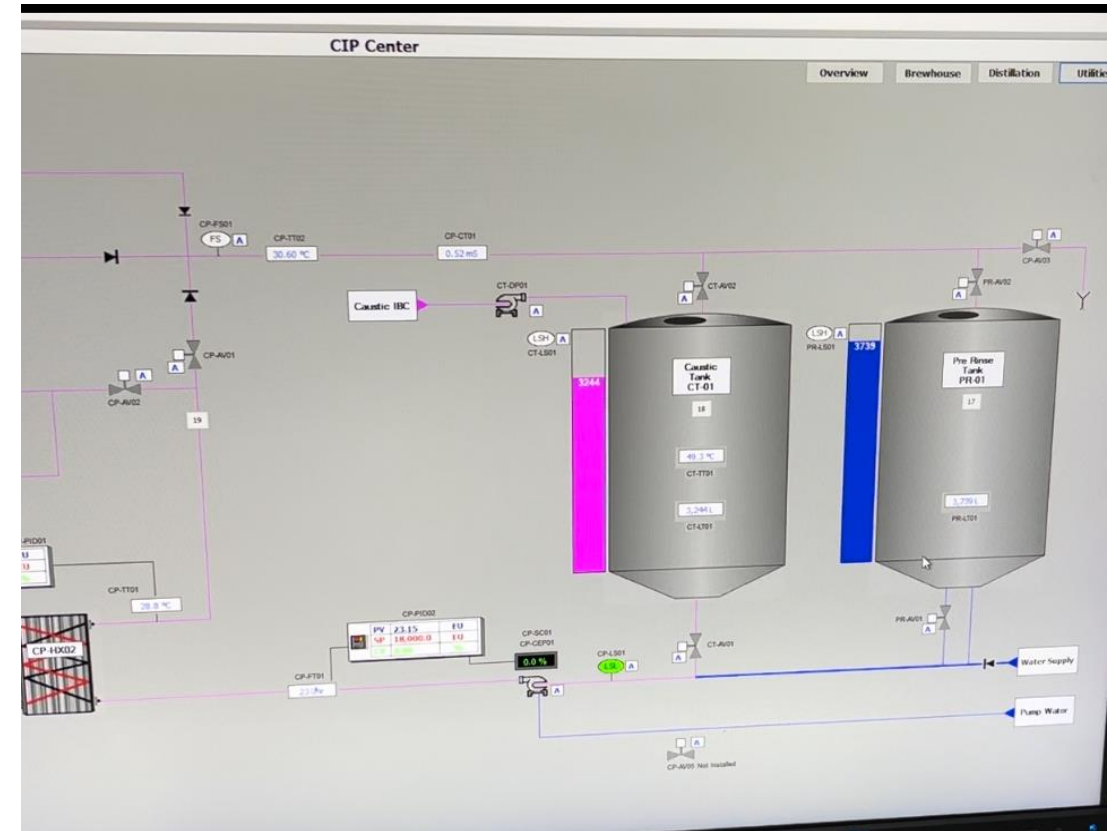 CIP Center
Overview
Brewhouse
Distillation
Utilitie
CP-FS01
FS
A
CP-TT02
30.60 °C
CP-CT01
0.52 mS
A
CP-AV03
CT-DP01
Caustic IBC
A
A
CT-AV02
A
PR-AV02
LSH
A
CT-LS01
LSH
A
PR-LS01
3244
3739
Caustic
Tank
CT-01
18
Pre Rinse
Tank
PR-01
17
CP-AV01
A
A
CP-AV02
19
49.3 °C
CT-TT01
3,244 L
CT-LT01
3,739 L
PR-LT01
-PID01
U
U
%
CP-TT01
28.8 °C
CP-HX02
CP-PID02
PV 23.15 EU
SP 18,000.0 EU
%
CP-SC01
CP-CEP01
0.0 %
A
CP-LS01
LSL
A
CT-AV01
A
PR-AV01
A
CP-FT01
Water Supply
Pump Water
A
CP-AV05 Not Installed